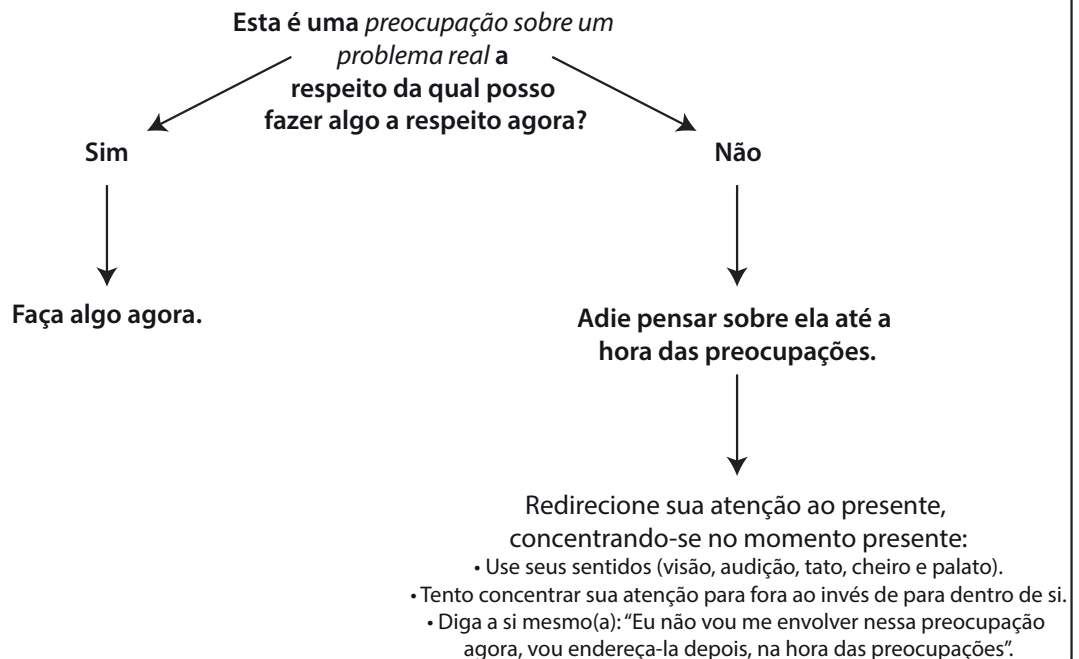 Esta é uma preocupação sobre um
problema real a
respeito da qual posso
fazer algo a respeito agora?
Sim
Não
Faça algo agora.
Adie pensar sobre ela até a
hora das preocupações.
Redirecione sua atenção ao presente,
concentrando-se no momento presente:
• Use seus sentidos (visão, audição, tato, cheiro e palato).
• Tento concentrar sua atenção para fora ao invés de para dentro de si.
• Diga a si mesmo(a): “Eu não vou me envolver nessa preocupação
agora, vou endereça-la depois, na hora das preocupações”.